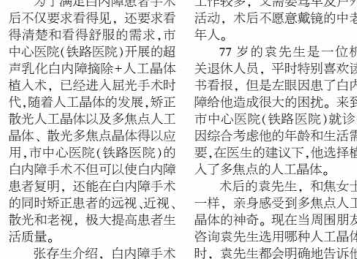 为了满足白内障患者手术
后不仅要求看得见，还要求看
得清楚和看得舒服的需求,市
中心医院(铁路医院)开展的超
声乳化白内障摘除+人工晶体
植入术，已经进入屈光手术时
代,随着人工晶体的发展,矫正
散光人工晶体以及多焦点人工
晶体、散光多焦点晶体得以应
用,市中心医院(铁路医院)的
白内障手术不但可以使白内障
患者复明，还能在白内障手术
的同时矫正患者的远视、近视、
散光和老视，极大提高患者生
活质量。
张存生介绍，白内障手术
工作较多，又需要驾车及户外
活动，术后不愿意戴镜的中老
年人。
77 岁的袁先生是一位机
关退休人员，平时特别喜欢读
书看报，但是左眼因患了白内
障给他造成很大的困扰。来到
市中心医院(铁路医院)就诊，
因综合考虑他的年龄和生活需
要,在医生的建议下,他选择植
入了多焦点的人工晶体。
术后的袁先生，和焦女士
一样，亲身感受到多焦点人工
晶体的神奇。现在当周围朋友
咨询袁先生选用哪种人工晶体
时，袁先生都会明确地告诉他